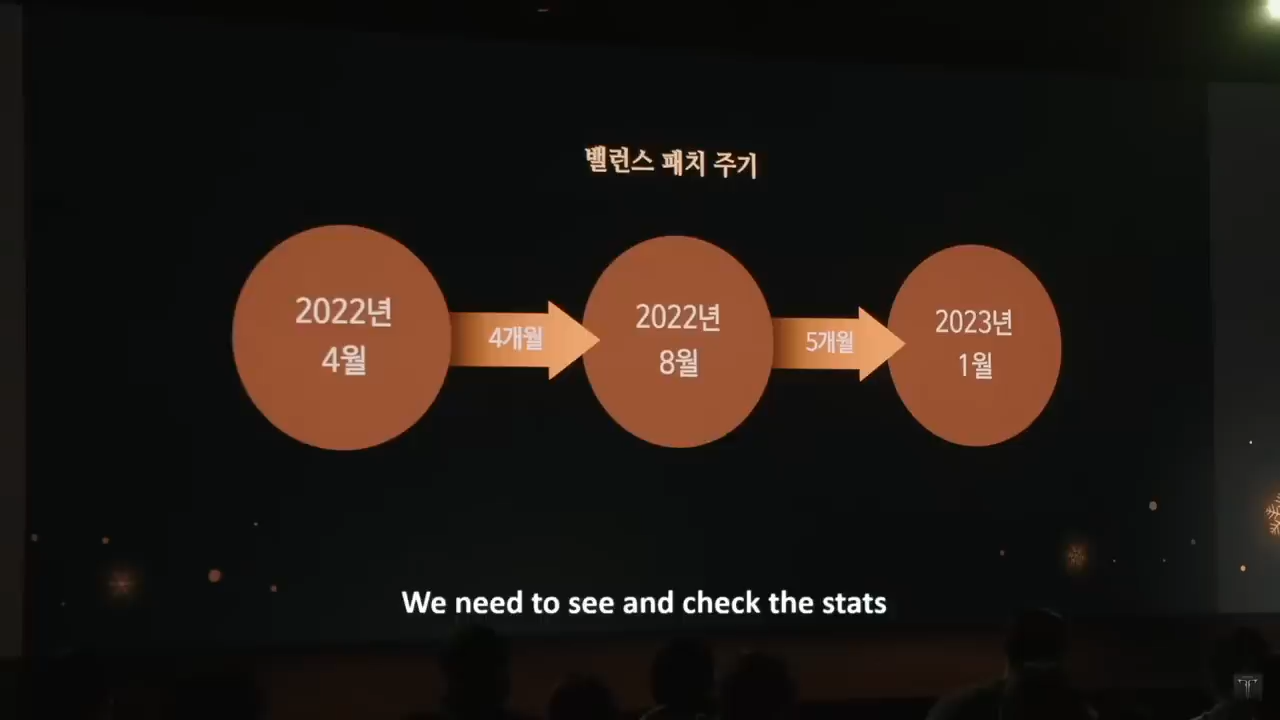 밸런스 패치 주기
2022년
4월
4개월
2022년
8월
5개월
2023년
1월
We need to see and check the stats